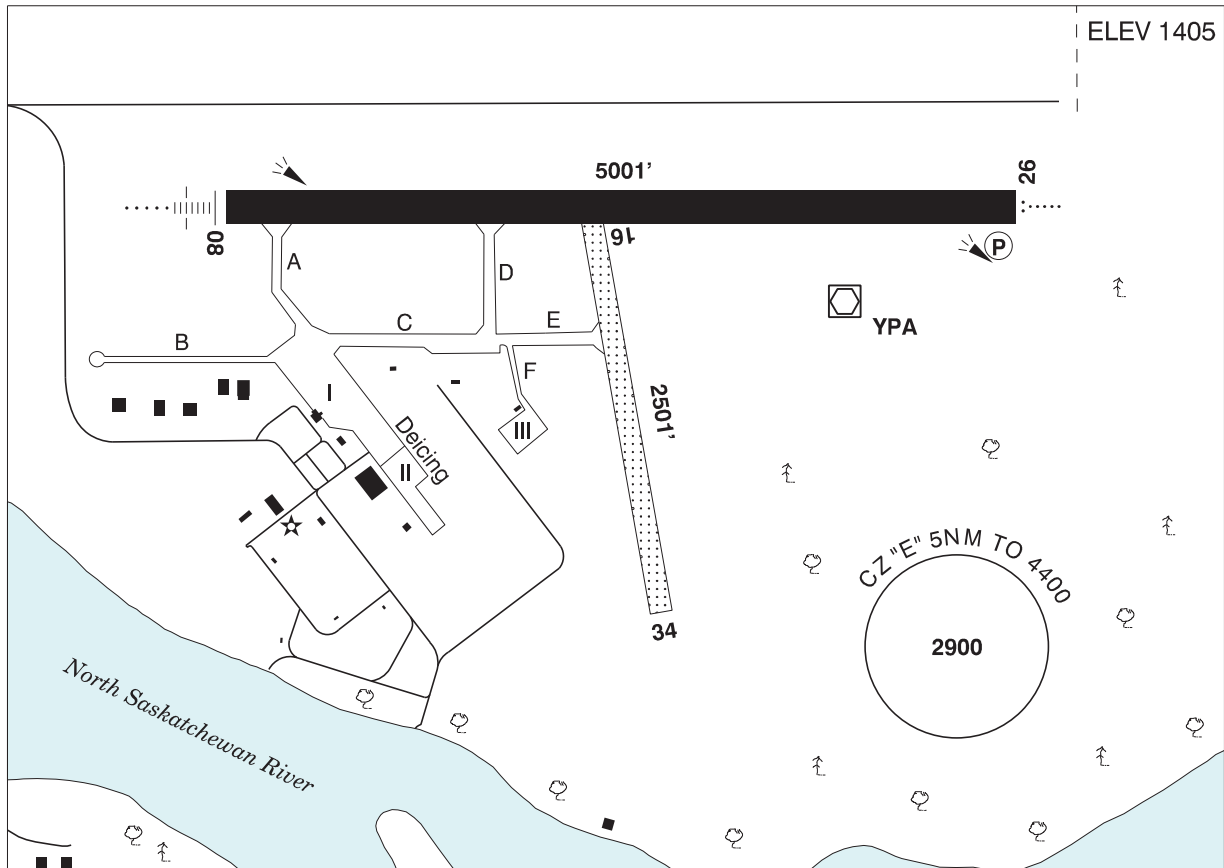 ELEV 1405
5001'
08
26
16
P
A
D
C
E
B
YPA
F
I
2501'
Deicing
III
II
CZ "E" 5NM TO 4400
34
2900
North Saskatchewan River